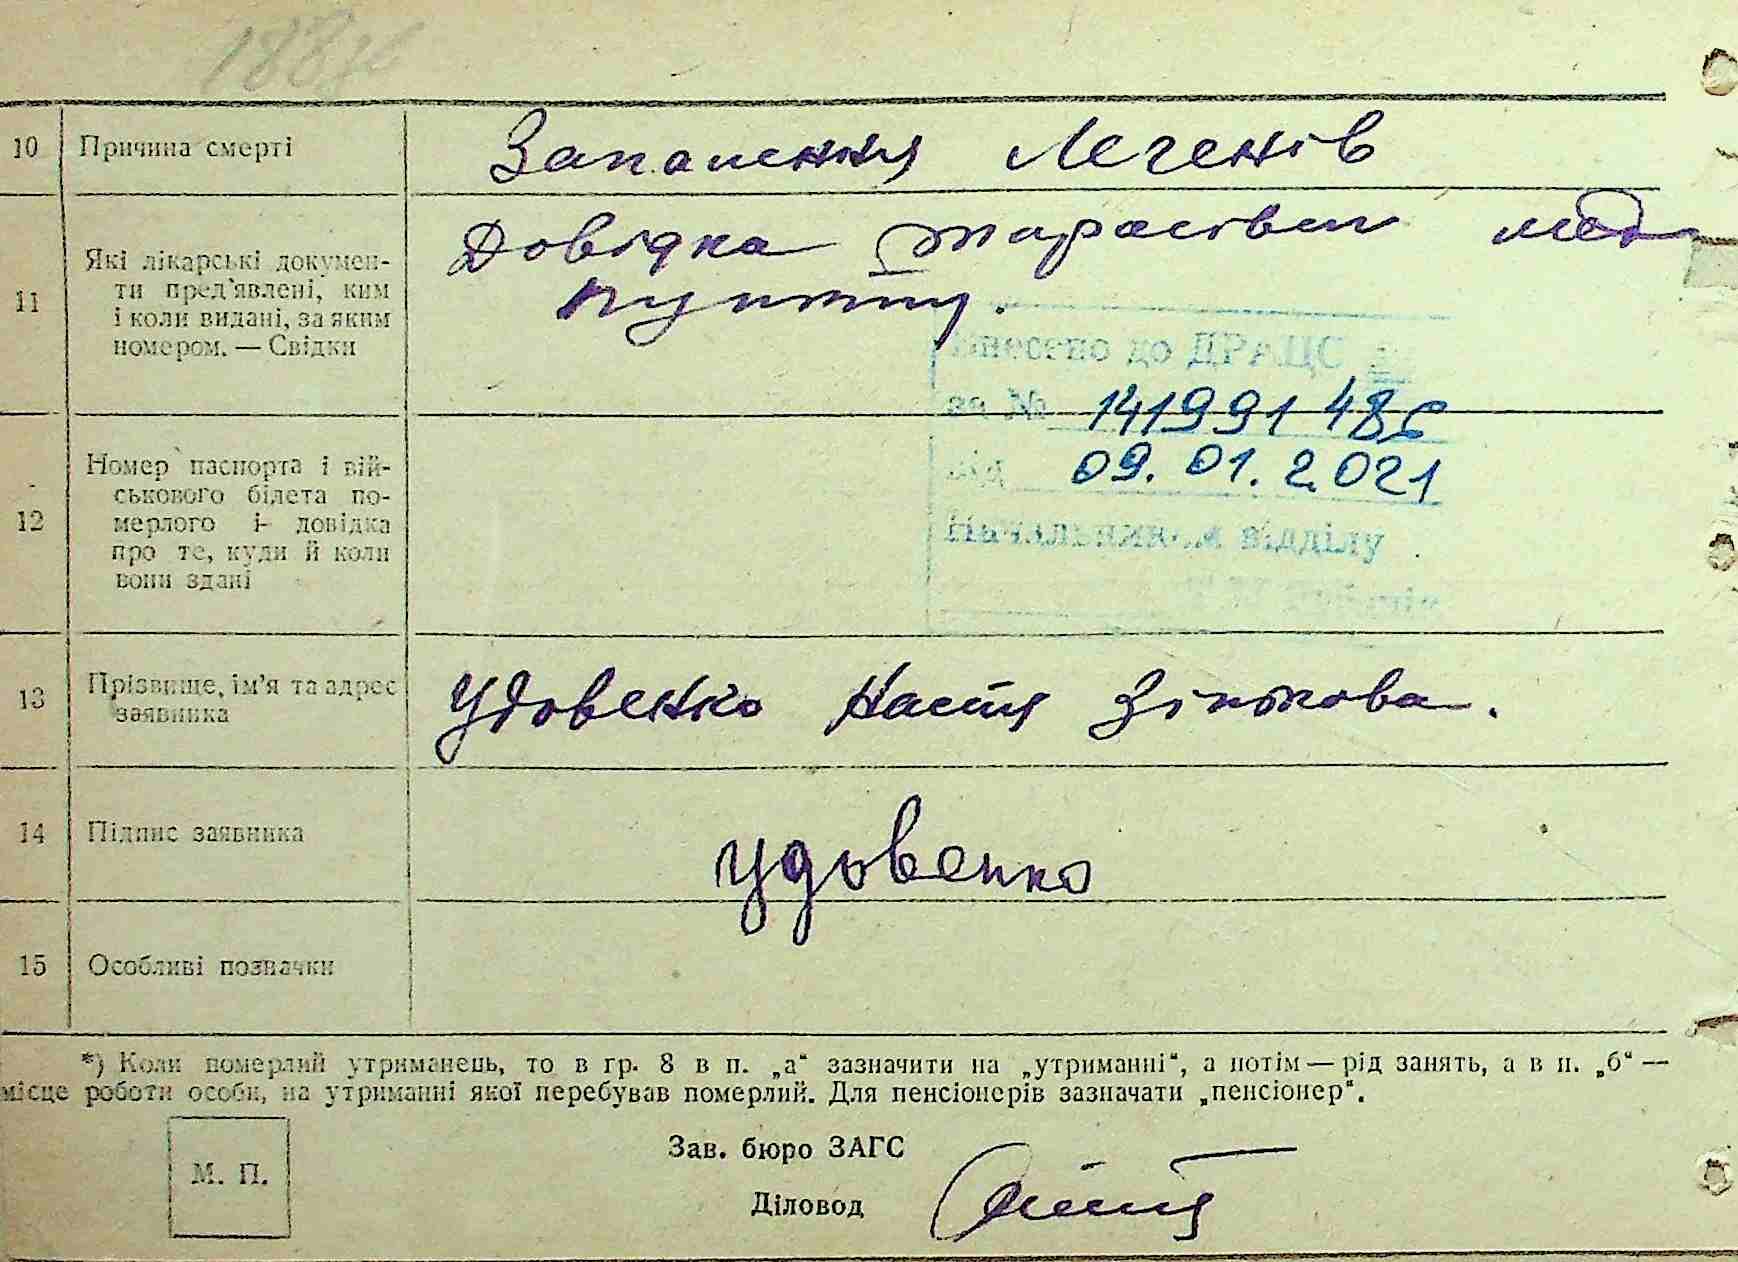 10 Причина смерті Запалення Легенів
11 Які лікарські докумен- Довідка мед
ти пред'явлені, ким пункту.
і коли видані, за яким
номером. — Свідки
Внесено до ДРАЦС
за № 14199148
від 09.01.2021
Начальником відділу
12 Номер паспорта і вій-
ськового білета по-
мерлого і довідка
про те, куди й коли
вони здані
13 Прізвище, ім'я та адрес Удовенко Настя Зінькова.
заявника
14 Підпис заявника Удовенко
15 Особливі позначки
*) Коли померлий утриманець, то в гр. 8 в п. „а“ зазначити на „утриманні“, а потім — рід занять, а в п. „б“ —
місце роботи особи, на утриманні якої перебував померлий. Для пенсіонерів зазначати „пенсіонер“.
Зав. бюро ЗАГС
М. П.
Діловод